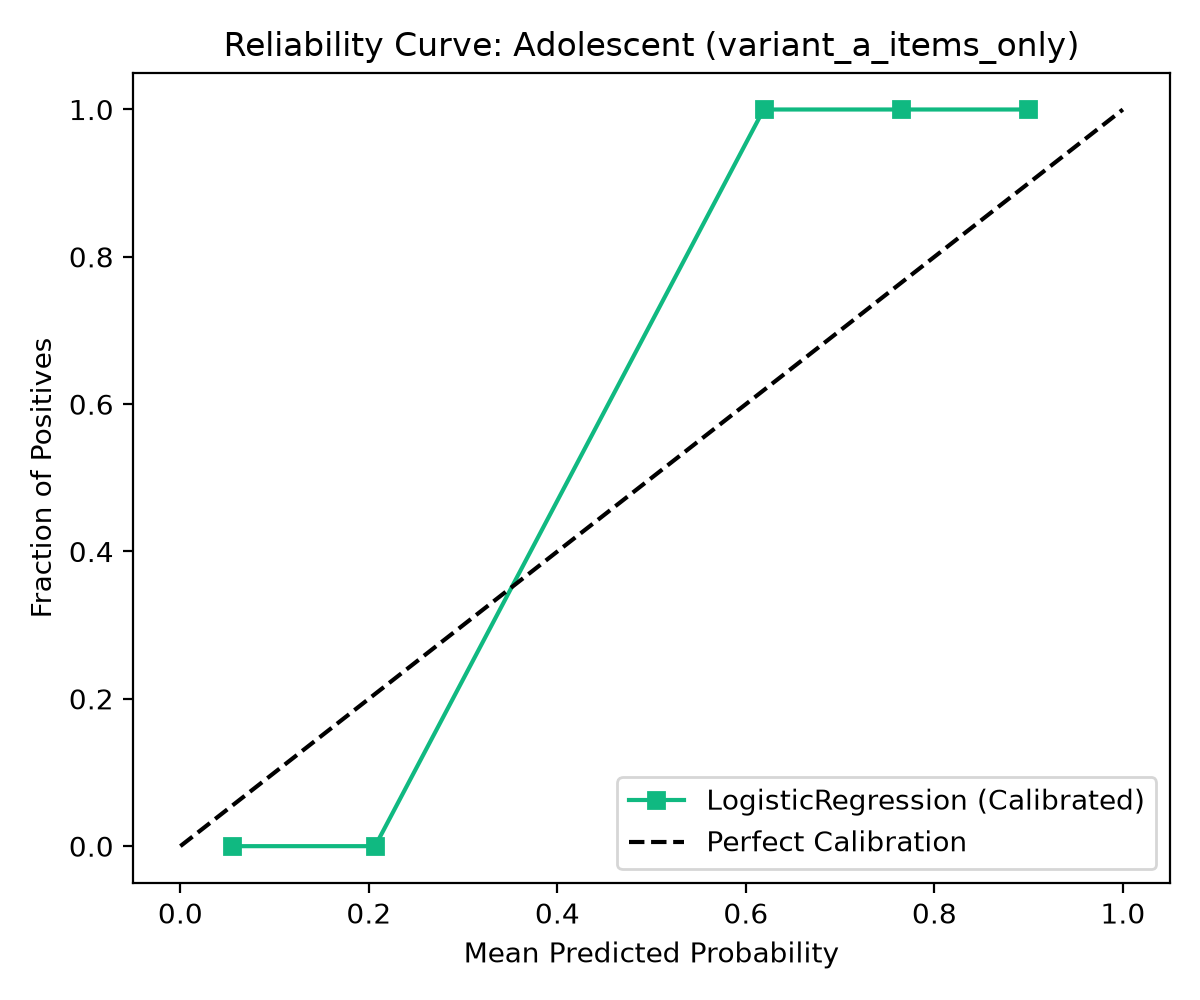 Reliability Curve: Adolescent (variant_a_items_only)
Fraction of Positives
1.0
0.8
0.6
0.4
0.2
0.0
0.0 0.2 0.4 0.6 0.8 1.0
Mean Predicted Probability
LogisticRegression (Calibrated)
Perfect Calibration